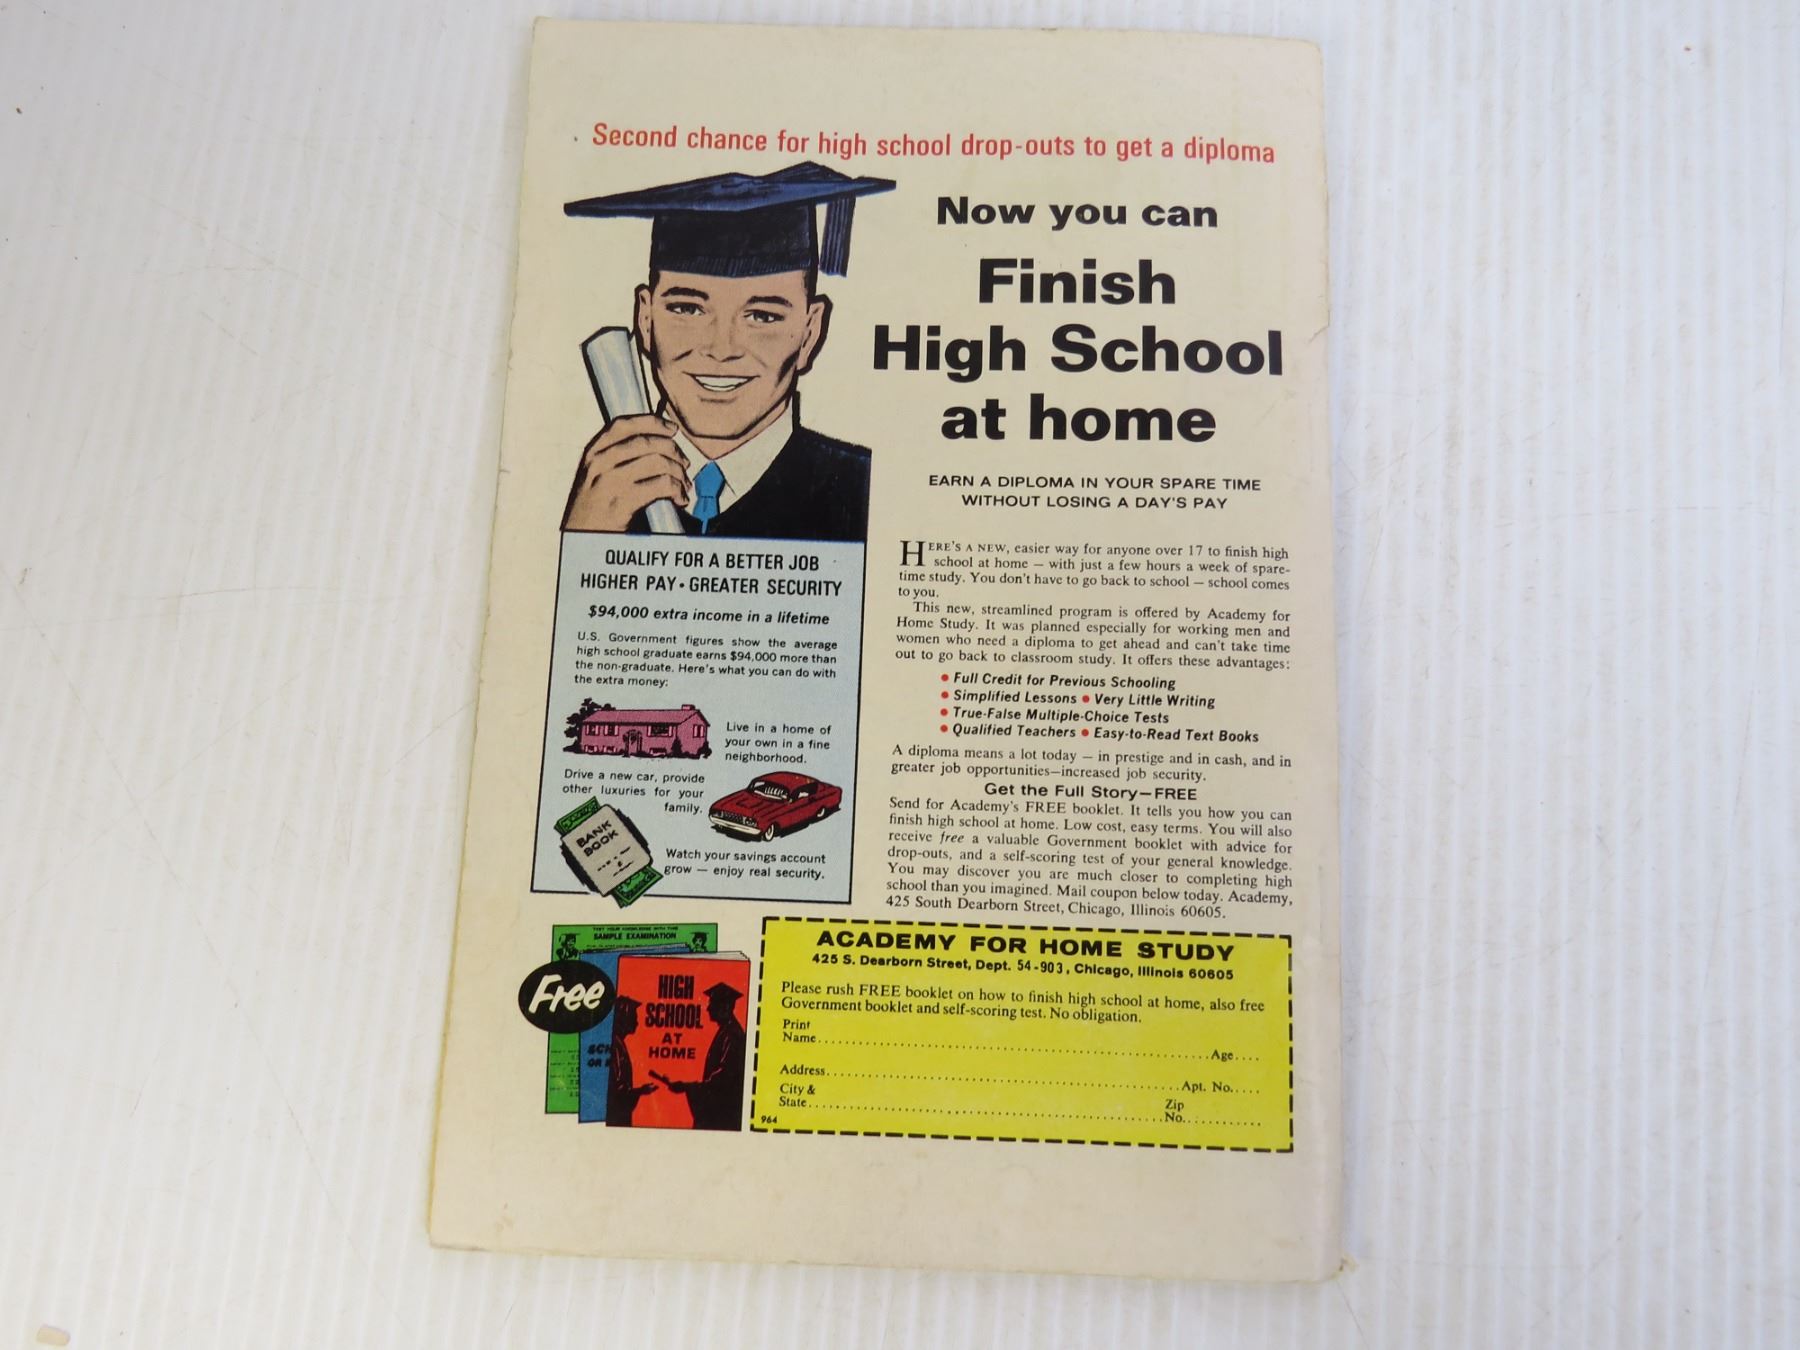 Second chance for high school drop-outs to get a diploma
Now you can
Finish
High School
at home
EARN A DIPLOMA IN YOUR SPARE TIME
WITHOUT LOSING A DAY'S PAY
QUALIFY FOR A BETTER JOB
HIGHER PAY • GREATER SECURITY
$94,000 extra income in a lifetime
U.S. Government figures show the average
high school graduate earns $94,000 more than
the non-graduate. Here's what you can do with
the extra money:
Live in a home of
your own in a fine
neighborhood.
Drive a new car, provide
other luxuries for your
family.
BANK
BOOK
Watch your savings account
grow — enjoy real security.
HERE'S A NEW, easier way for anyone over 17 to finish high
school at home — with just a few hours a week of spare-
time study. You don't have to go back to school — school comes
to you.
This new, streamlined program is offered by Academy for
Home Study. It was planned especially for working men and
women who need a diploma to get ahead and can't take time
out to go back to classroom study. It offers these advantages:
• Full Credit for Previous Schooling
• Simplified Lessons • Very Little Writing
• True-False Multiple-Choice Tests
• Qualified Teachers • Easy-to-Read Text Books
A diploma means a lot today — in prestige and in cash, and in
greater job opportunities—increased job security.
Get the Full Story—FREE
Send for Academy's FREE booklet. It tells you how you can
finish high school at home. Low cost, easy terms. You will also
receive free a valuable Government booklet with advice for
drop-outs, and a self-scoring test of your general knowledge.
You may discover you are much closer to completing high
school than you imagined. Mail coupon below today. Academy,
425 South Dearborn Street, Chicago, Illinois 60605.
Free
TEST YOUR KNOWLEDGE WITH THIS
SAMPLE EXAMINATION
SCH
OR
HIGH
SCHOOL
AT
HOME
ACADEMY FOR HOME STUDY
425 S. Dearborn Street, Dept. 54-903, Chicago, Illinois 60605
Please rush FREE booklet on how to finish high school at home, also free
Government booklet and self-scoring test. No obligation.
Print
Name.......... Age....
Address.......... Apt. No.....
City &
State.......... Zip
No...........
964